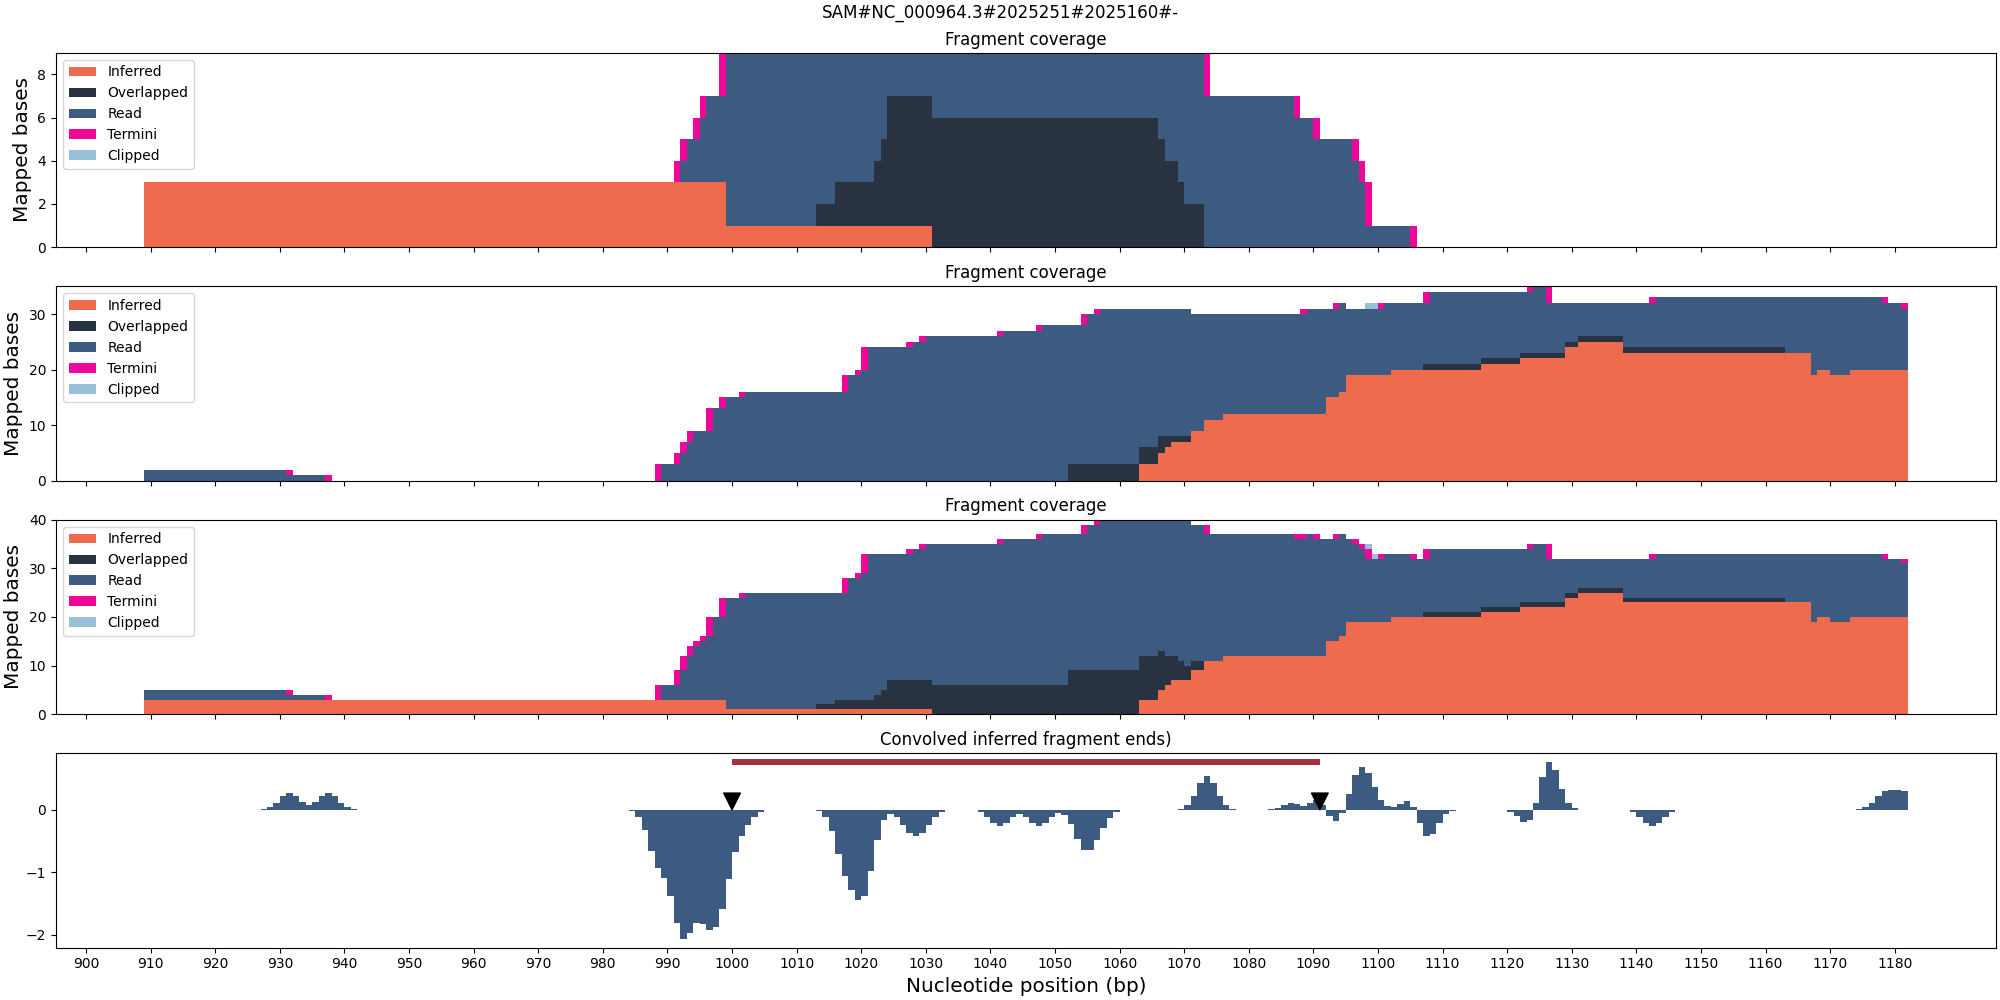 SAM#NC_000964.3#2025251#2025160#-
Fragment coverage
Mapped bases
8
6
4
2
0
Inferred
Overlapped
Read
Termini
Clipped
Fragment coverage
Mapped bases
30
20
10
0
Inferred
Overlapped
Read
Termini
Clipped
Fragment coverage
Mapped bases
40
30
20
10
0
Inferred
Overlapped
Read
Termini
Clipped
Convolved inferred fragment ends)
0
−1
−2
900 910 920 930 940 950 960 970 980 990 1000 1010 1020 1030 1040 1050 1060 1070 1080 1090 1100 1110 1120 1130 1140 1150 1160 1170 1180
Nucleotide position (bp)